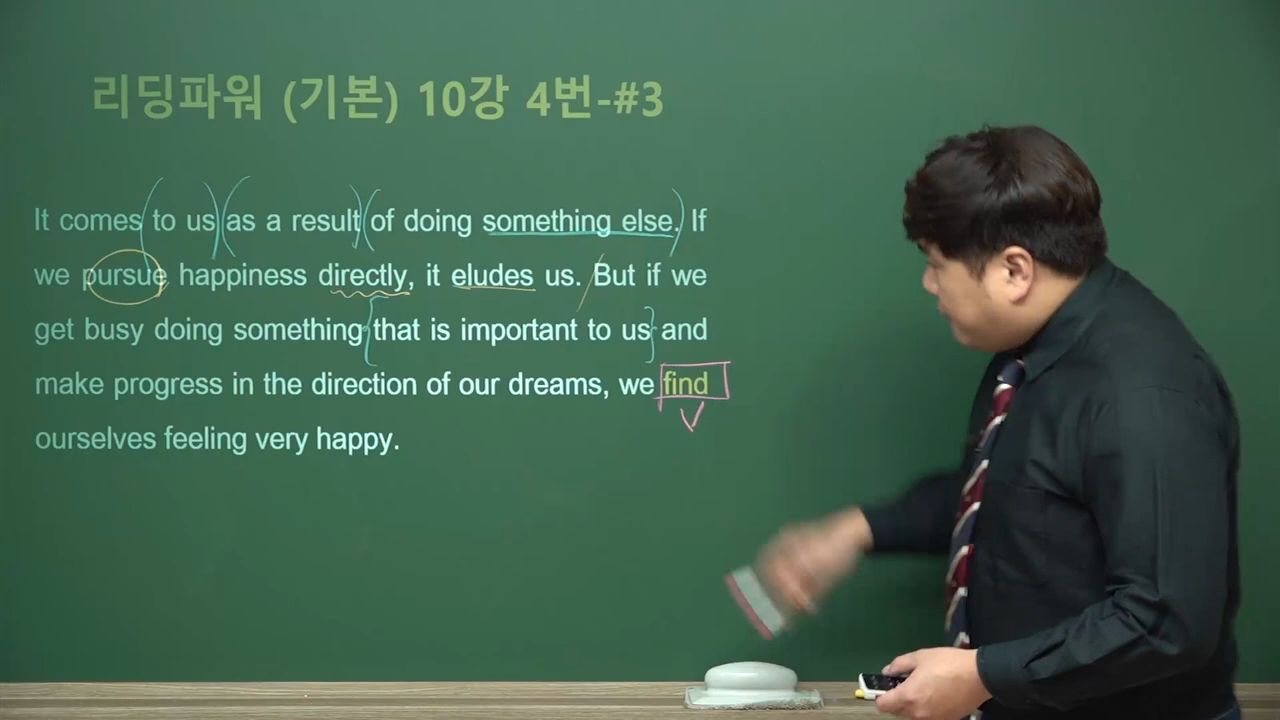 리딩파워 (기본) 10강 4번-#3
It comes to us as a result of doing something else. If
we pursue happiness directly, it eludes us. But if we
get busy doing something that is important to us and
make progress in the direction of our dreams, we find
ourselves feeling very happy.